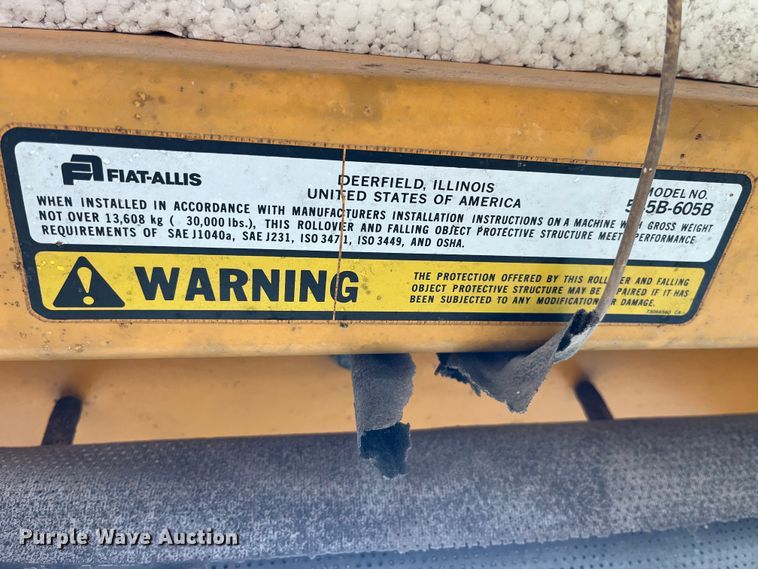 FIAT-ALLIS
DEERFIELD, ILLINOIS
UNITED STATES OF AMERICA
MODEL NO.
5 5B-605B
WHEN INSTALLED IN ACCORDANCE WITH MANUFACTURERS INSTALLATION INSTRUCTIONS ON A MACHINE WITH GROSS WEIGHT
NOT OVER 13,608 kg ( 30,000 lbs.), THIS ROLLOVER AND FALLING OBJECT PROTECTIVE STRUCTURE MEETS PERFORMANCE
REQUIREMENTS OF SAE J1040a, SAE J231, ISO 3471, ISO 3449, AND OSHA.
WARNING
THE PROTECTION OFFERED BY THIS ROLLOVER AND FALLING
OBJECT PROTECTIVE STRUCTURE MAY BE IMPAIRED IF IT HAS
BEEN SUBJECTED TO ANY MODIFICATION OR DAMAGE.
Purple Wave Auction